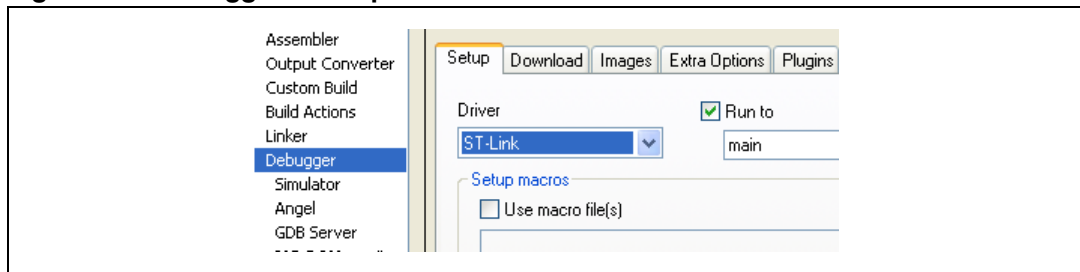 Assembler
Output Converter
Custom Build
Build Actions
Linker
Debugger
Simulator
Angel
GDB Server
Setup Download Images Extra Options Plugins
Driver
Run to
ST-Link
main
Setup macros
Use macro file(s)